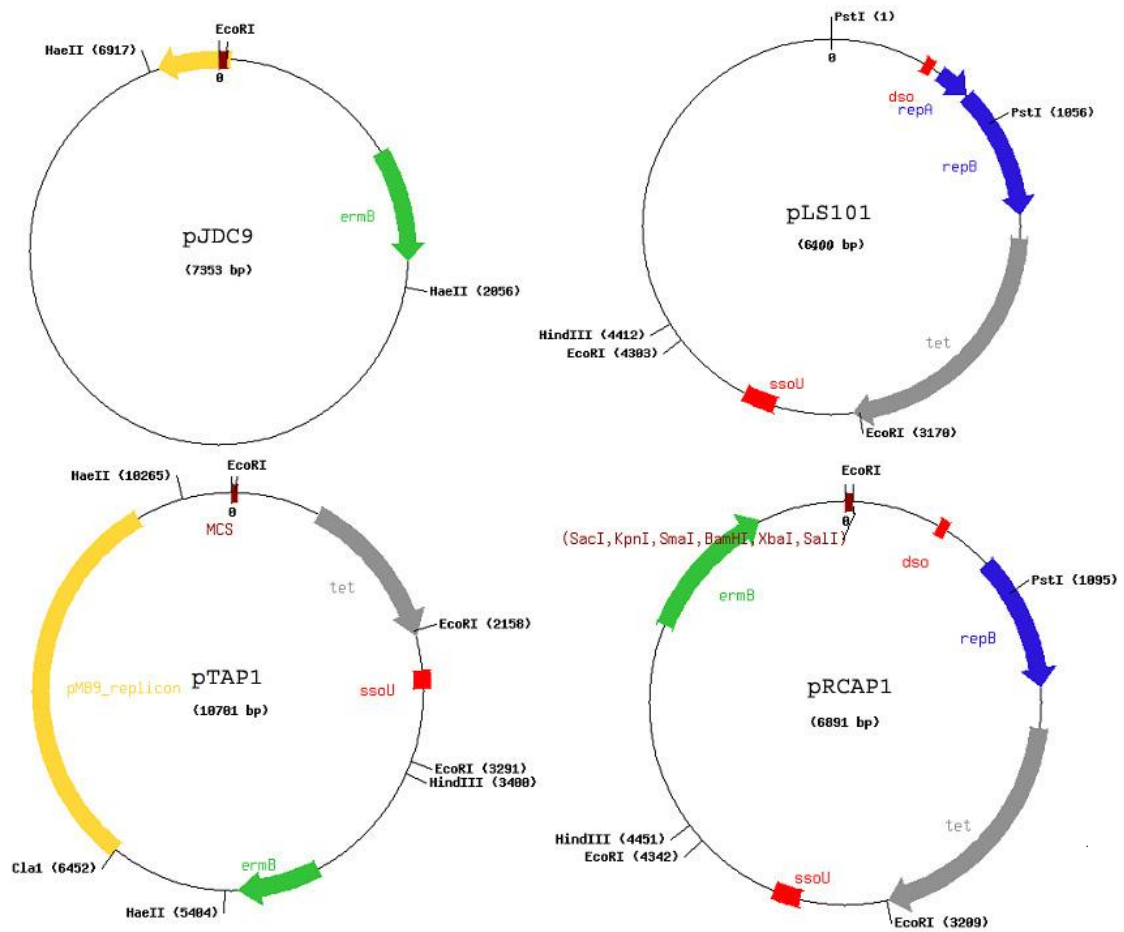 EcoRI
HaeII (6917)
0
ermB
pJDC9
(7353 bp)
HaeII (2056)
PstI (1)
0
dso
repA
PstI (1056)
repB
pLS101
(6400 bp)
HindIII (4412)
EcoRI (4303)
tet
ssoU
EcoRI (3170)
EcoRI
HaeII (10265)
0
MCS
tet
EcoRI (2158)
pMB9_replicon
pTAP1
ssoU
(10701 bp)
EcoRI (3291)
HindIII (3400)
Cla1 (6452)
ermB
HaeII (5404)
EcoRI
0
(SacI,KpnI,SmaI,BamHI,XbaI,SalI)
dso
ermB
PstI (1095)
repB
pRCAP1
(6891 bp)
HindIII (4451)
EcoRI (4342)
tet
ssoU
EcoRI (3209)